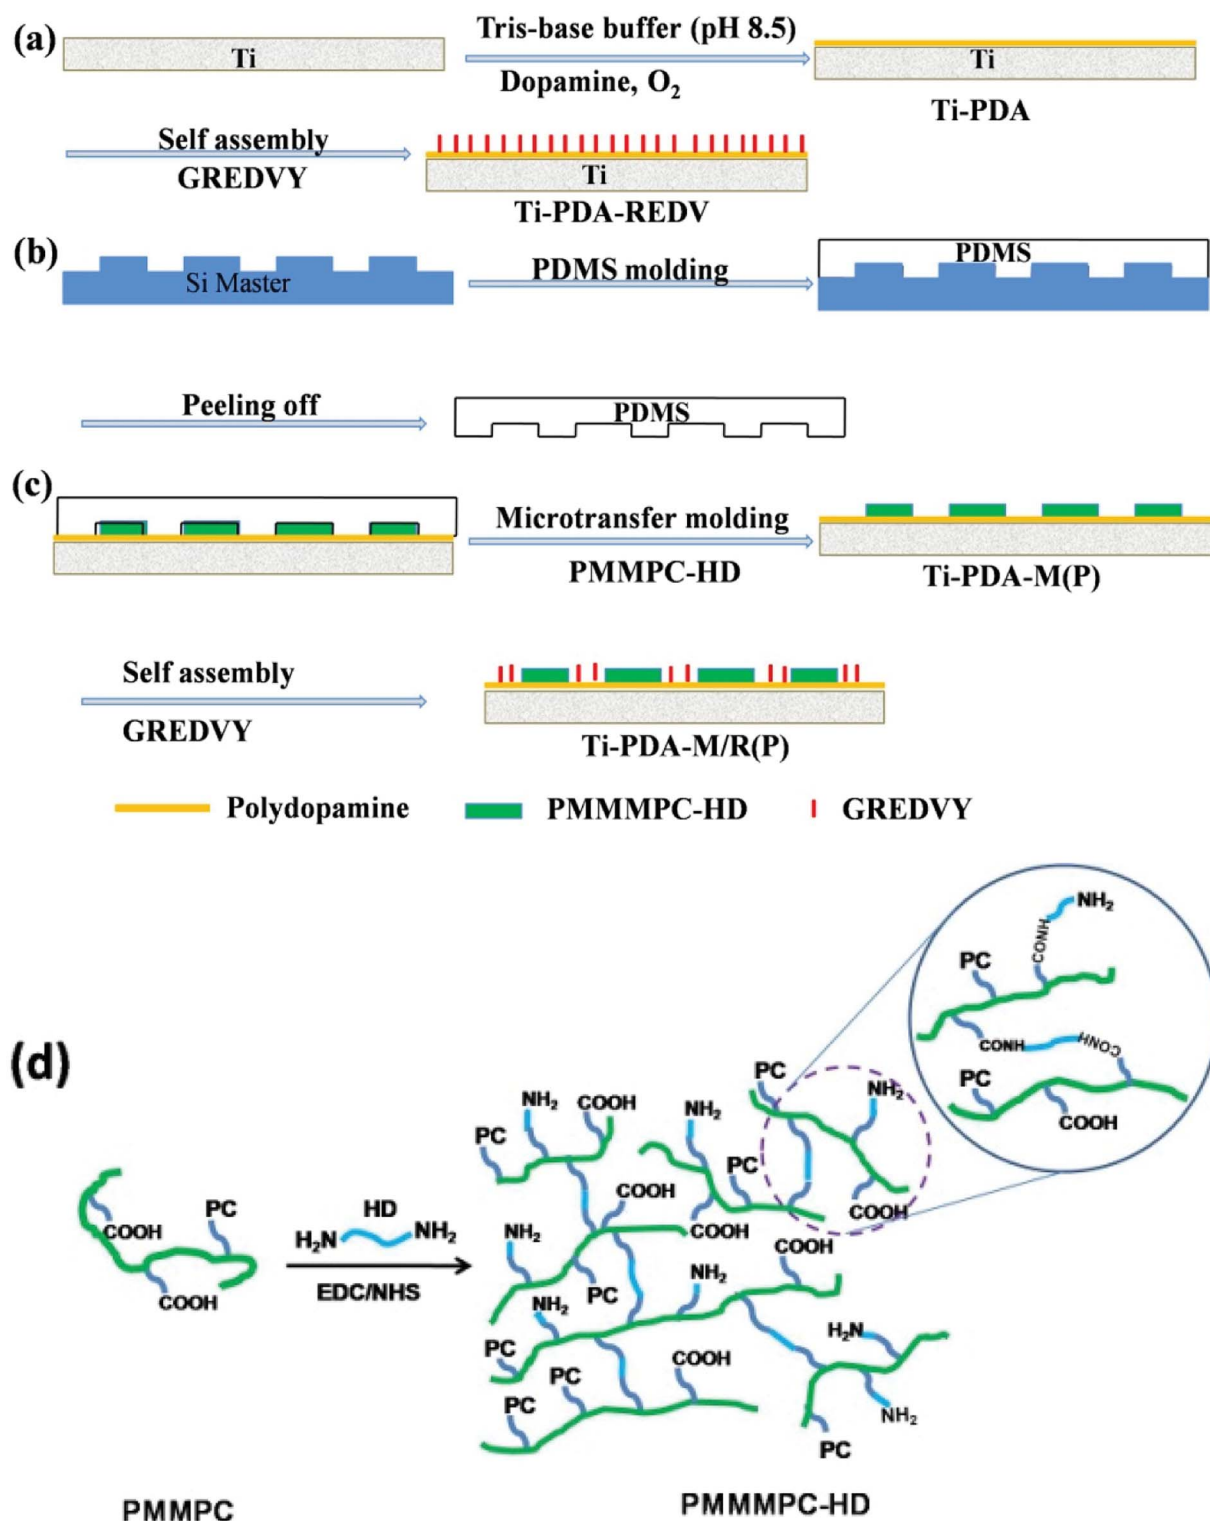 (a)
Ti
Tris-base buffer (pH 8.5)
Dopamine, O2
Ti
Ti-PDA
Self assembly
GREDVY
Ti
Ti-PDA-REDV
(b)
Si Master
PDMS molding
PDMS
Peeling off
PDMS
(c)
Microtransfer molding
PMMPC-HD
Ti-PDA-M(P)
Self assembly
GREDVY
Ti-PDA-M/R(P)
Polydopamine
PMMMPC-HD
GREDVY
(d)
COOH
PC
COOH
PMMPC
HD
H2N
NH2
EDC/NHS
PC
NH2
COOH
NH2
PC
NH2
PC
COOH
COOH
COOH
NH2
PC
NH2
NH2
COOH
PC
H2N
COOH
PC
PC
NH2
PC
PMMMPC-HD
NH2
CONH
PC
CONH
CONH
PC
COOH